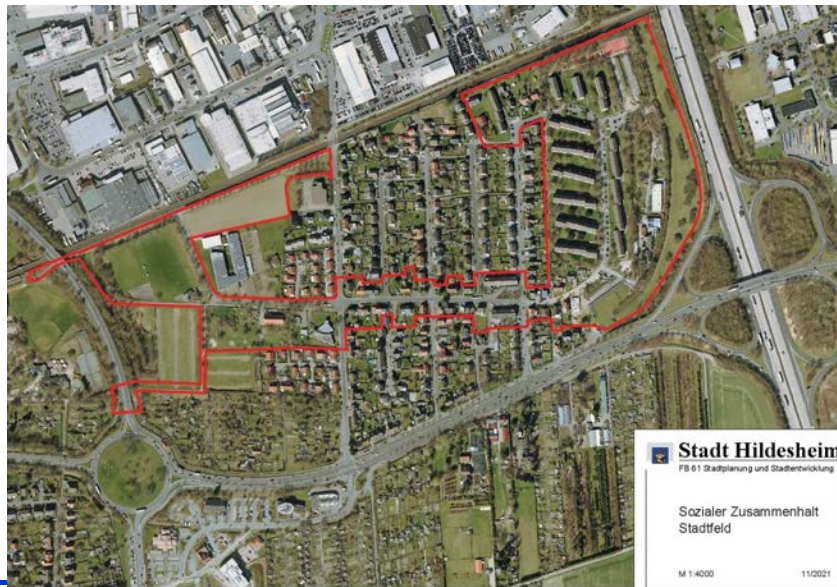 Stadt Hildesheim
FB 61 Stadtplanung und Stadtentwicklung
Sozialer Zusammenhalt
Stadtfeld
M 1:4000 11/2021